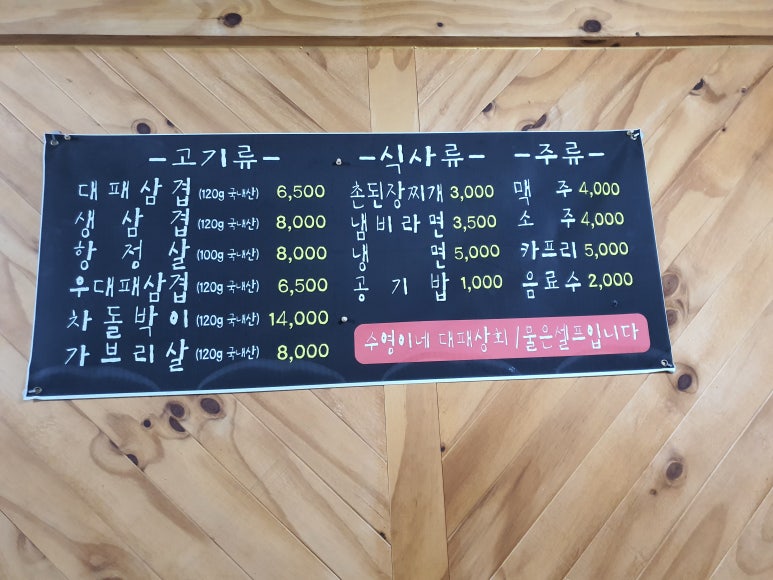 -고기류-
대패삼겹 (120g 국내산) 6,500
생삼겹 (120g 국내산) 8,000
항정살 (100g 국내산) 8,000
우대패삼겹 (120g 국내산) 6,500
차돌박이 (120g 국내산) 14,000
가브리살 (120g 국내산) 8,000
-식사류-
촌된장찌개 3,000
냄비라면 3,500
냉면 5,000
공기밥 1,000
-주류-
맥주 4,000
소주 4,000
카프리 5,000
음료수 2,000
수영이네 대패상회 / 물은셀프입니다